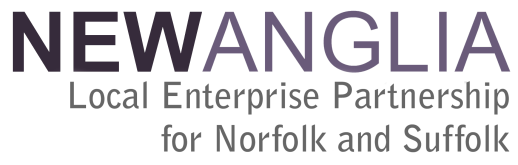 NEWANGLIA
Local Enterprise Partnership
for Norfolk and Suffolk